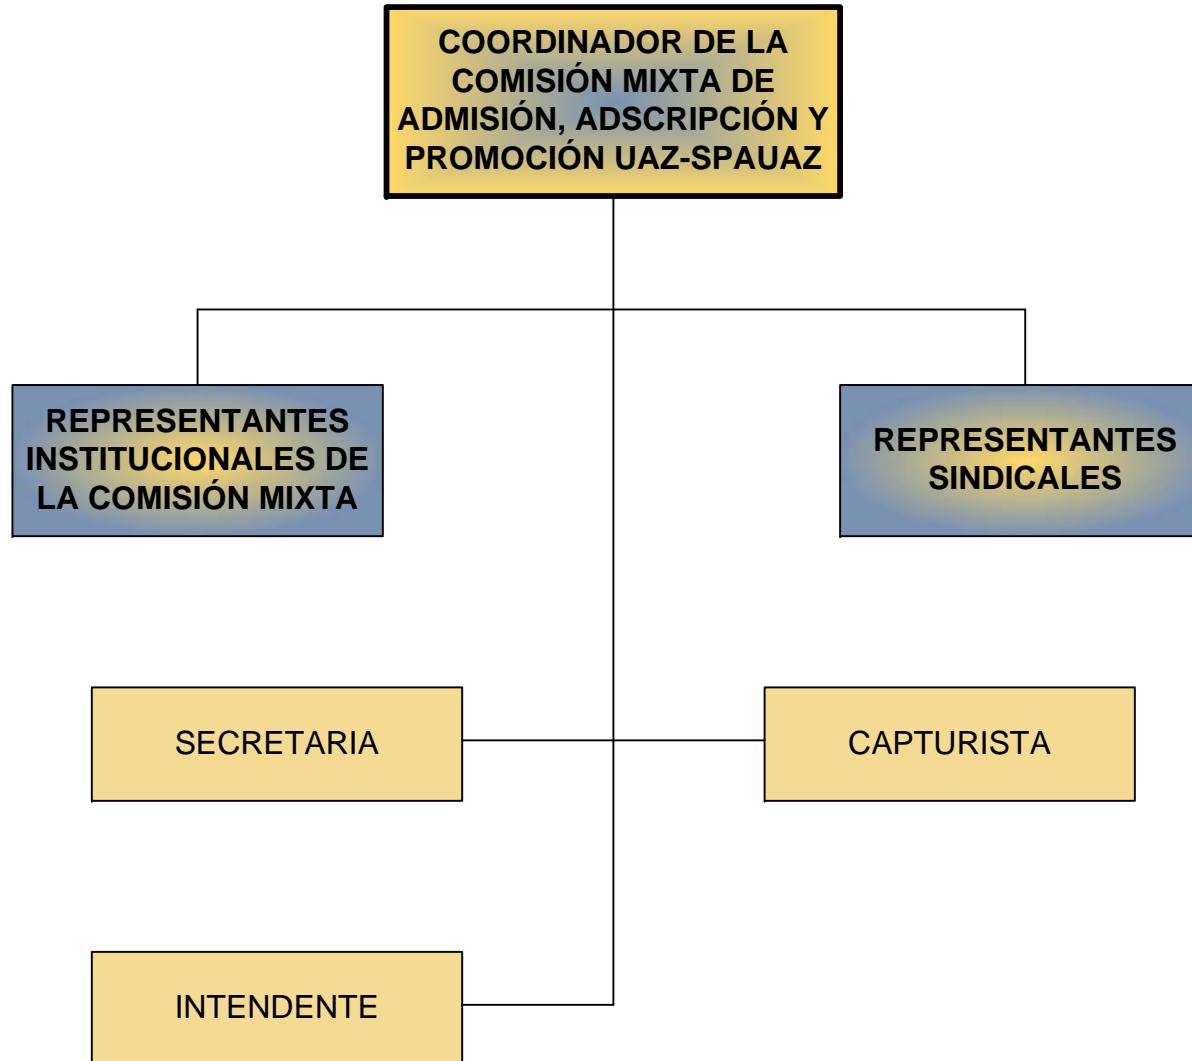 COORDINADOR DE LA
COMISIÓN MIXTA DE
ADMISIÓN, ADSCRIPCIÓN Y
PROMOCIÓN UAZ-SPAUAZ
REPRESENTANTES
INSTITUCIONALES DE
LA COMISIÓN MIXTA
REPRESENTANTES
SINDICALES
SECRETARIA
CAPTURISTA
INTENDENTE